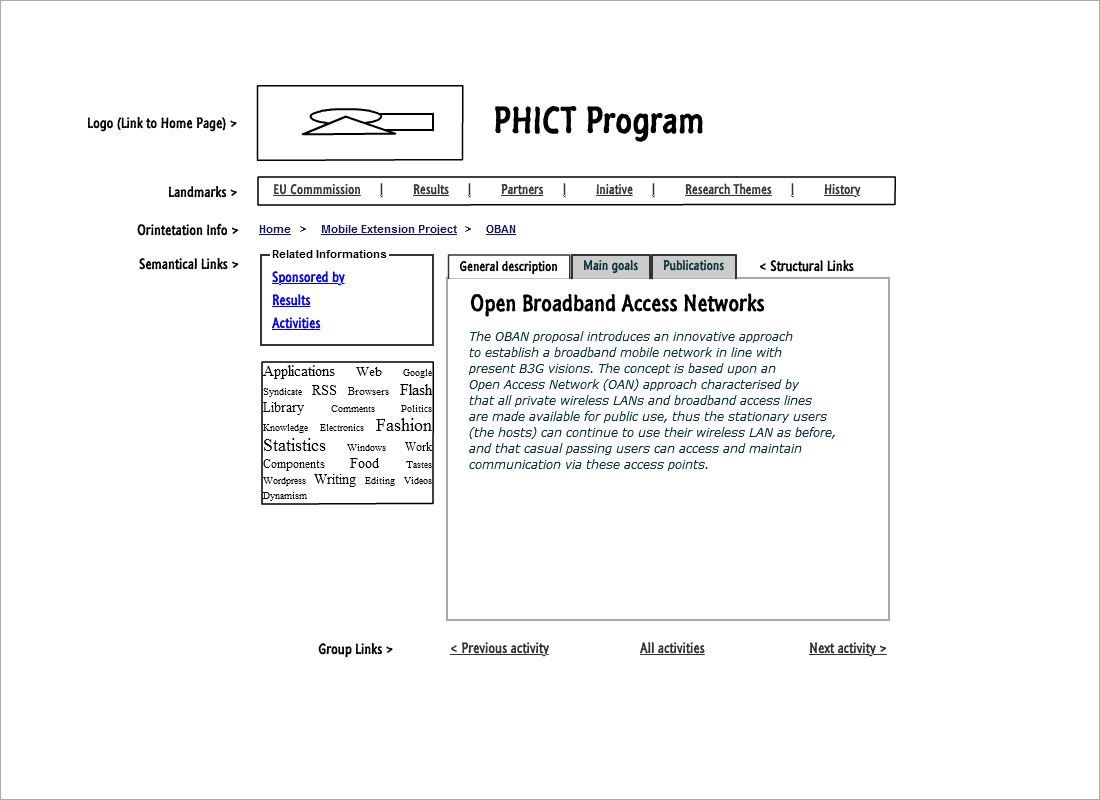 Logo (Link to Home Page) >
PHICT Program
Landmarks >
EU Commmission | Results | Partners | Iniative | Research Themes | History
Orintetation Info >
Home > Mobile Extension Project > OBAN
Semantical Links >
Related Informations
Sponsored by
Results
Activities
Applications Web Google
Syndicate RSS Browsers Flash
Library Comments Politics
Knowledge Electronics Fashion
Statistics Windows Work
Components Food Tastes
Wordpress Writing Editing Videos
Dynamism
General description Main goals Publications
< Structural Links
Open Broadband Access Networks
The OBAN proposal introduces an innovative approach
to establish a broadband mobile network in line with
present B3G visions. The concept is based upon an
Open Access Network (OAN) approach characterised by
that all private wireless LANs and broadband access lines
are made available for public use, thus the stationary users
(the hosts) can continue to use their wireless LAN as before,
and that casual passing users can access and maintain
communication via these access points.
Group Links >
< Previous activity All activities Next activity >